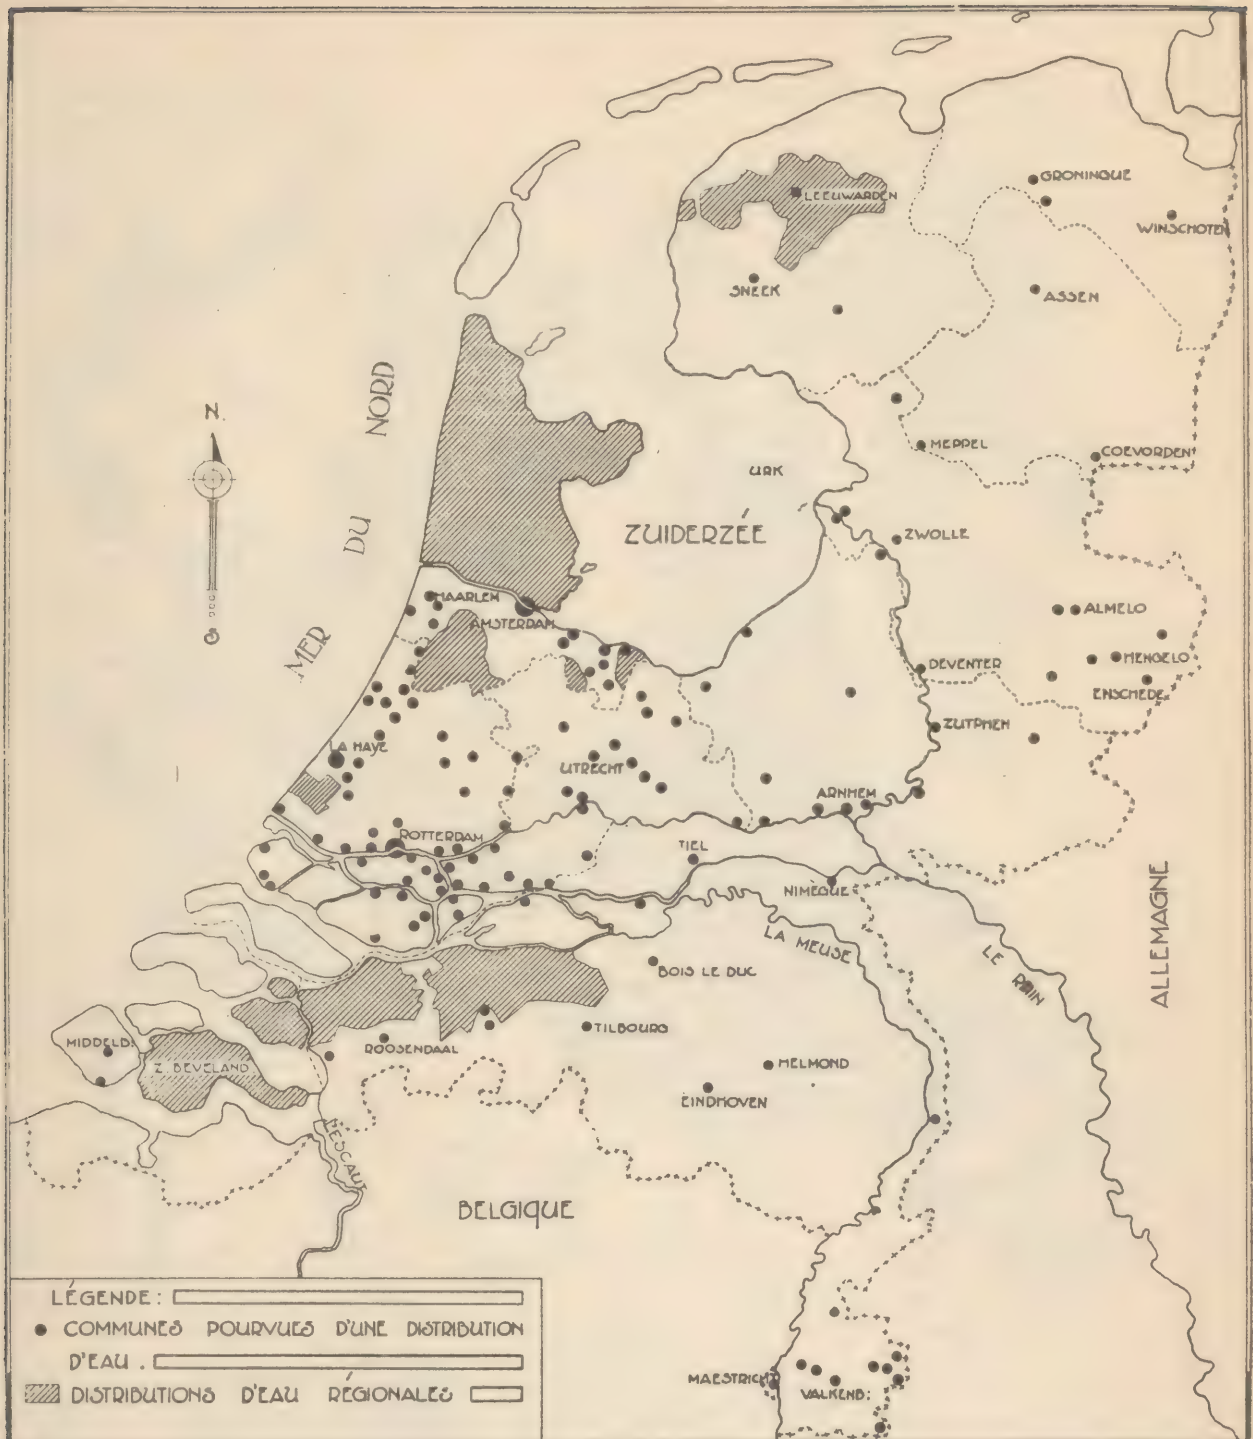 GRONINGUE
LEEUWARDEN
WINSCHOTEN
SNEEK
ASSEN
MER DU NORD
N.
MEPPEL
COEVORDEN
URK
ZUIDERZÉE
ZWOLLE
HAARLEM
AMSTERDAM
ALMELO
DEVENTER
HENGELO
ENSCHEDE
ZUTPHEN
LA HAYE
UTRECHT
ARNHEM
ROTTERDAM
TIEL
NIMÈGUE
ALLEMAGNE
LA MEUSE
LE RHIN
BOIS LE DUC
TILBOURG
MIDDELB:
ROOSENDAAL
Z. BEVELAND
HELMOND
EINDHOVEN
L'ESCAUT
BELGIQUE
LÉGENDE:
COMMUNES POURVUES D'UNE DISTRIBUTION
D'EAU.
DISTRIBUTIONS D'EAU RÉGIONALES
MAESTRICHT
VALKENB: